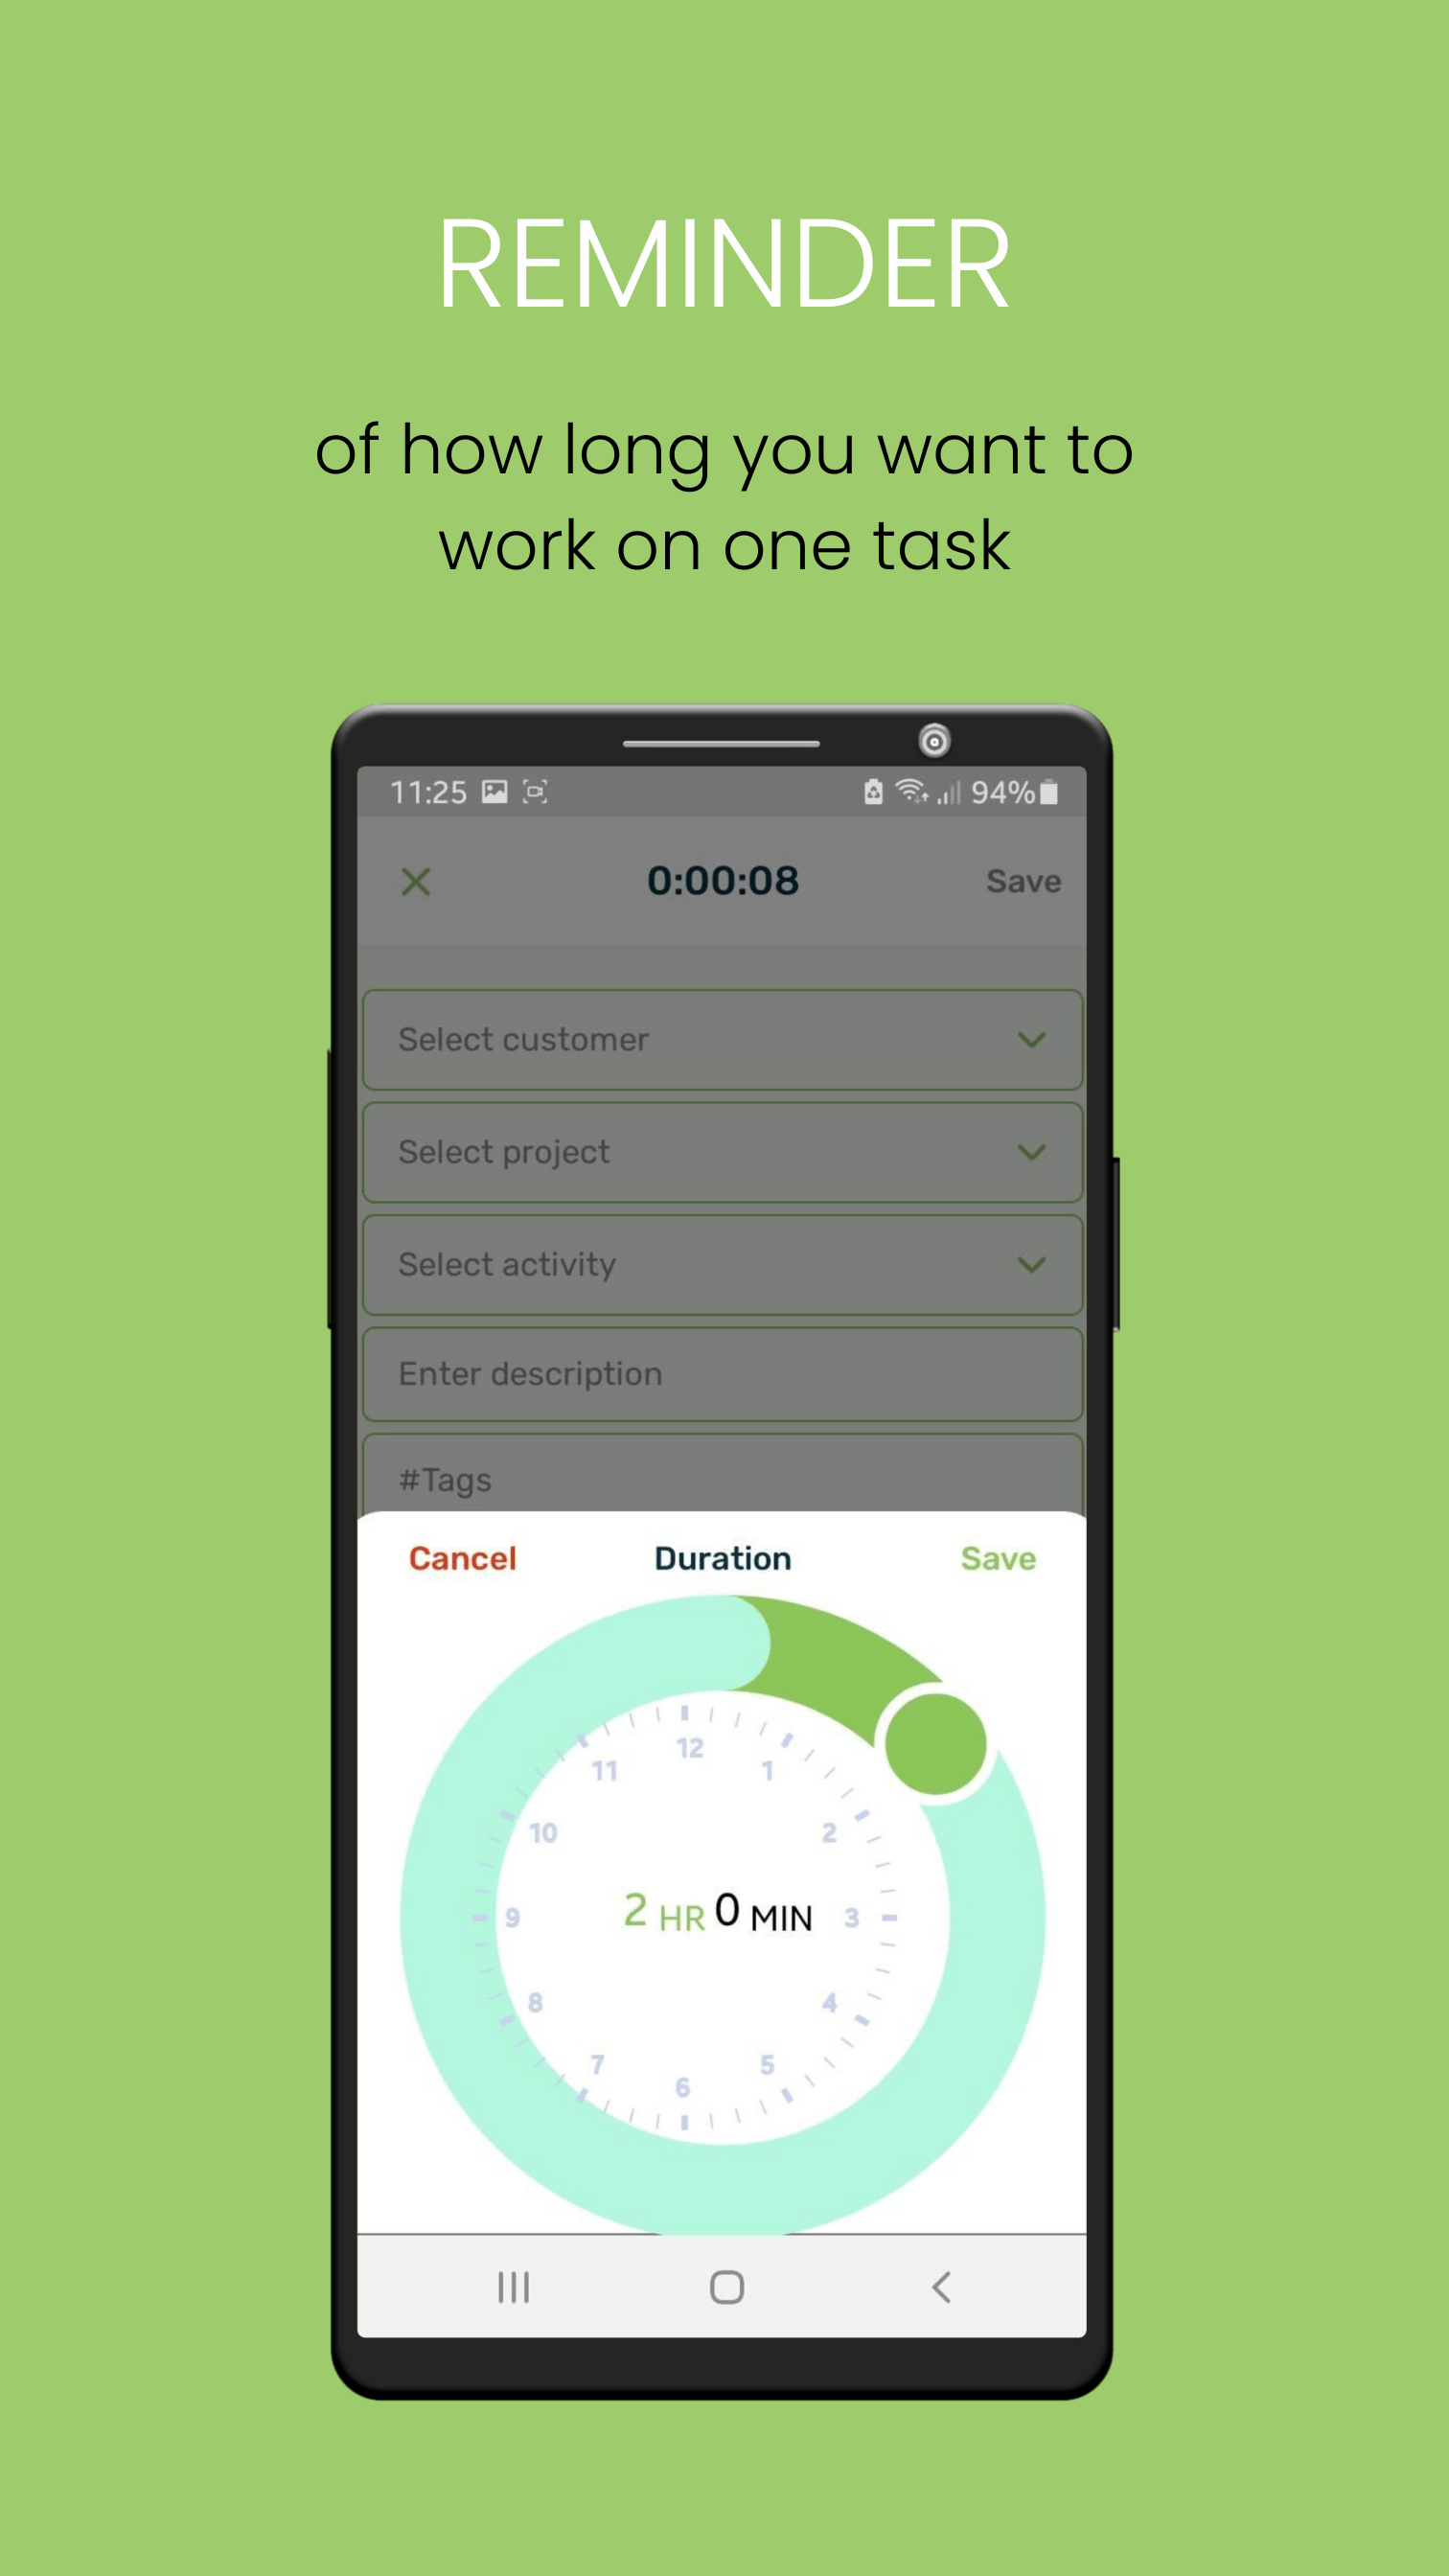 REMINDER
of how long you want to
work on one task
11:25 94%
0:00:08 Save
Select customer
Select project
Select activity
Enter description
#Tags
Cancel Duration Save
12
11 1
10 2
2 HR 0 MIN
9 3
8 4
7 5
6